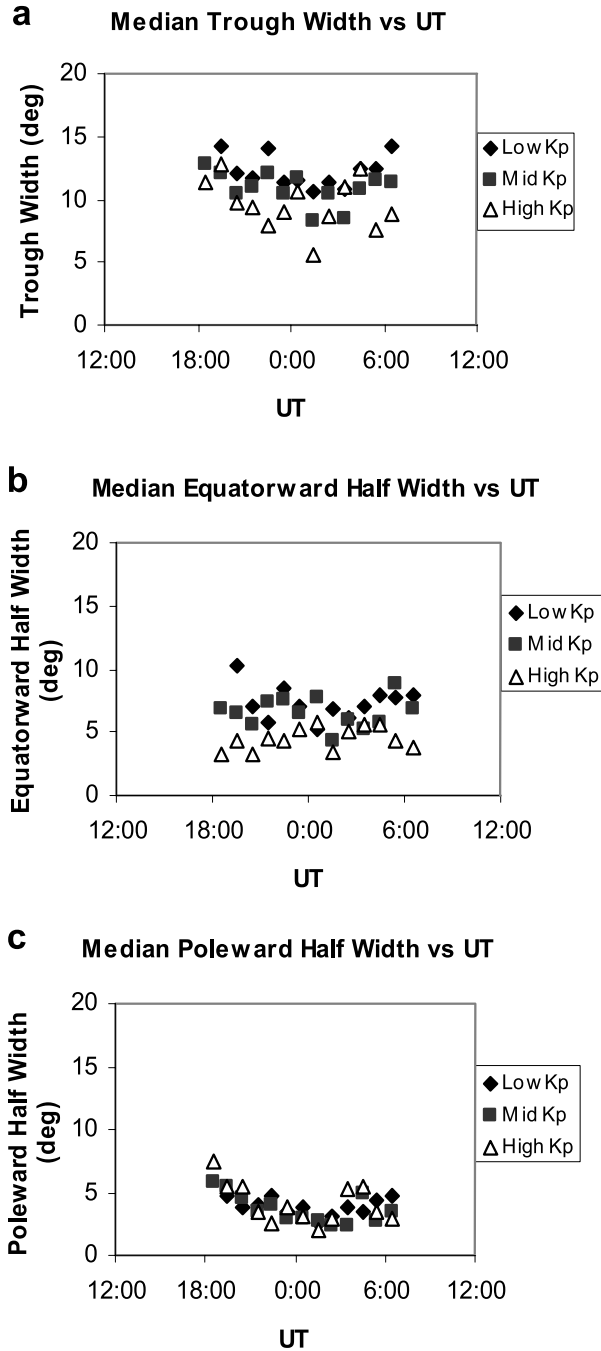 a
Median Trough Width vs UT
Trough Width (deg)
20
15
10
5
0
12:00 18:00 0:00 6:00 12:00
UT
Low Kp
Mid Kp
High Kp
b
Median Equatorward Half Width vs UT
Equatorward Half Width
(deg)
20
15
10
5
0
12:00 18:00 0:00 6:00 12:00
UT
Low Kp
Mid Kp
High Kp
c
Median Poleward Half Width vs UT
Poleward Half Width
(deg)
20
15
10
5
0
12:00 18:00 0:00 6:00 12:00
UT
Low Kp
Mid Kp
High Kp